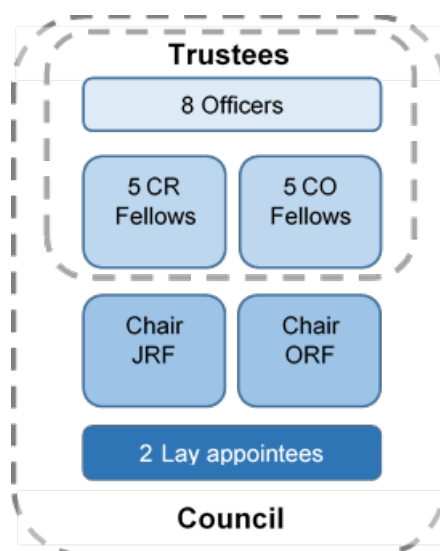 Trustees
8 Officers
5 CR
Fellows
5 CO
Fellows
Chair
JRF
Chair
ORF
2 Lay appointees
Council